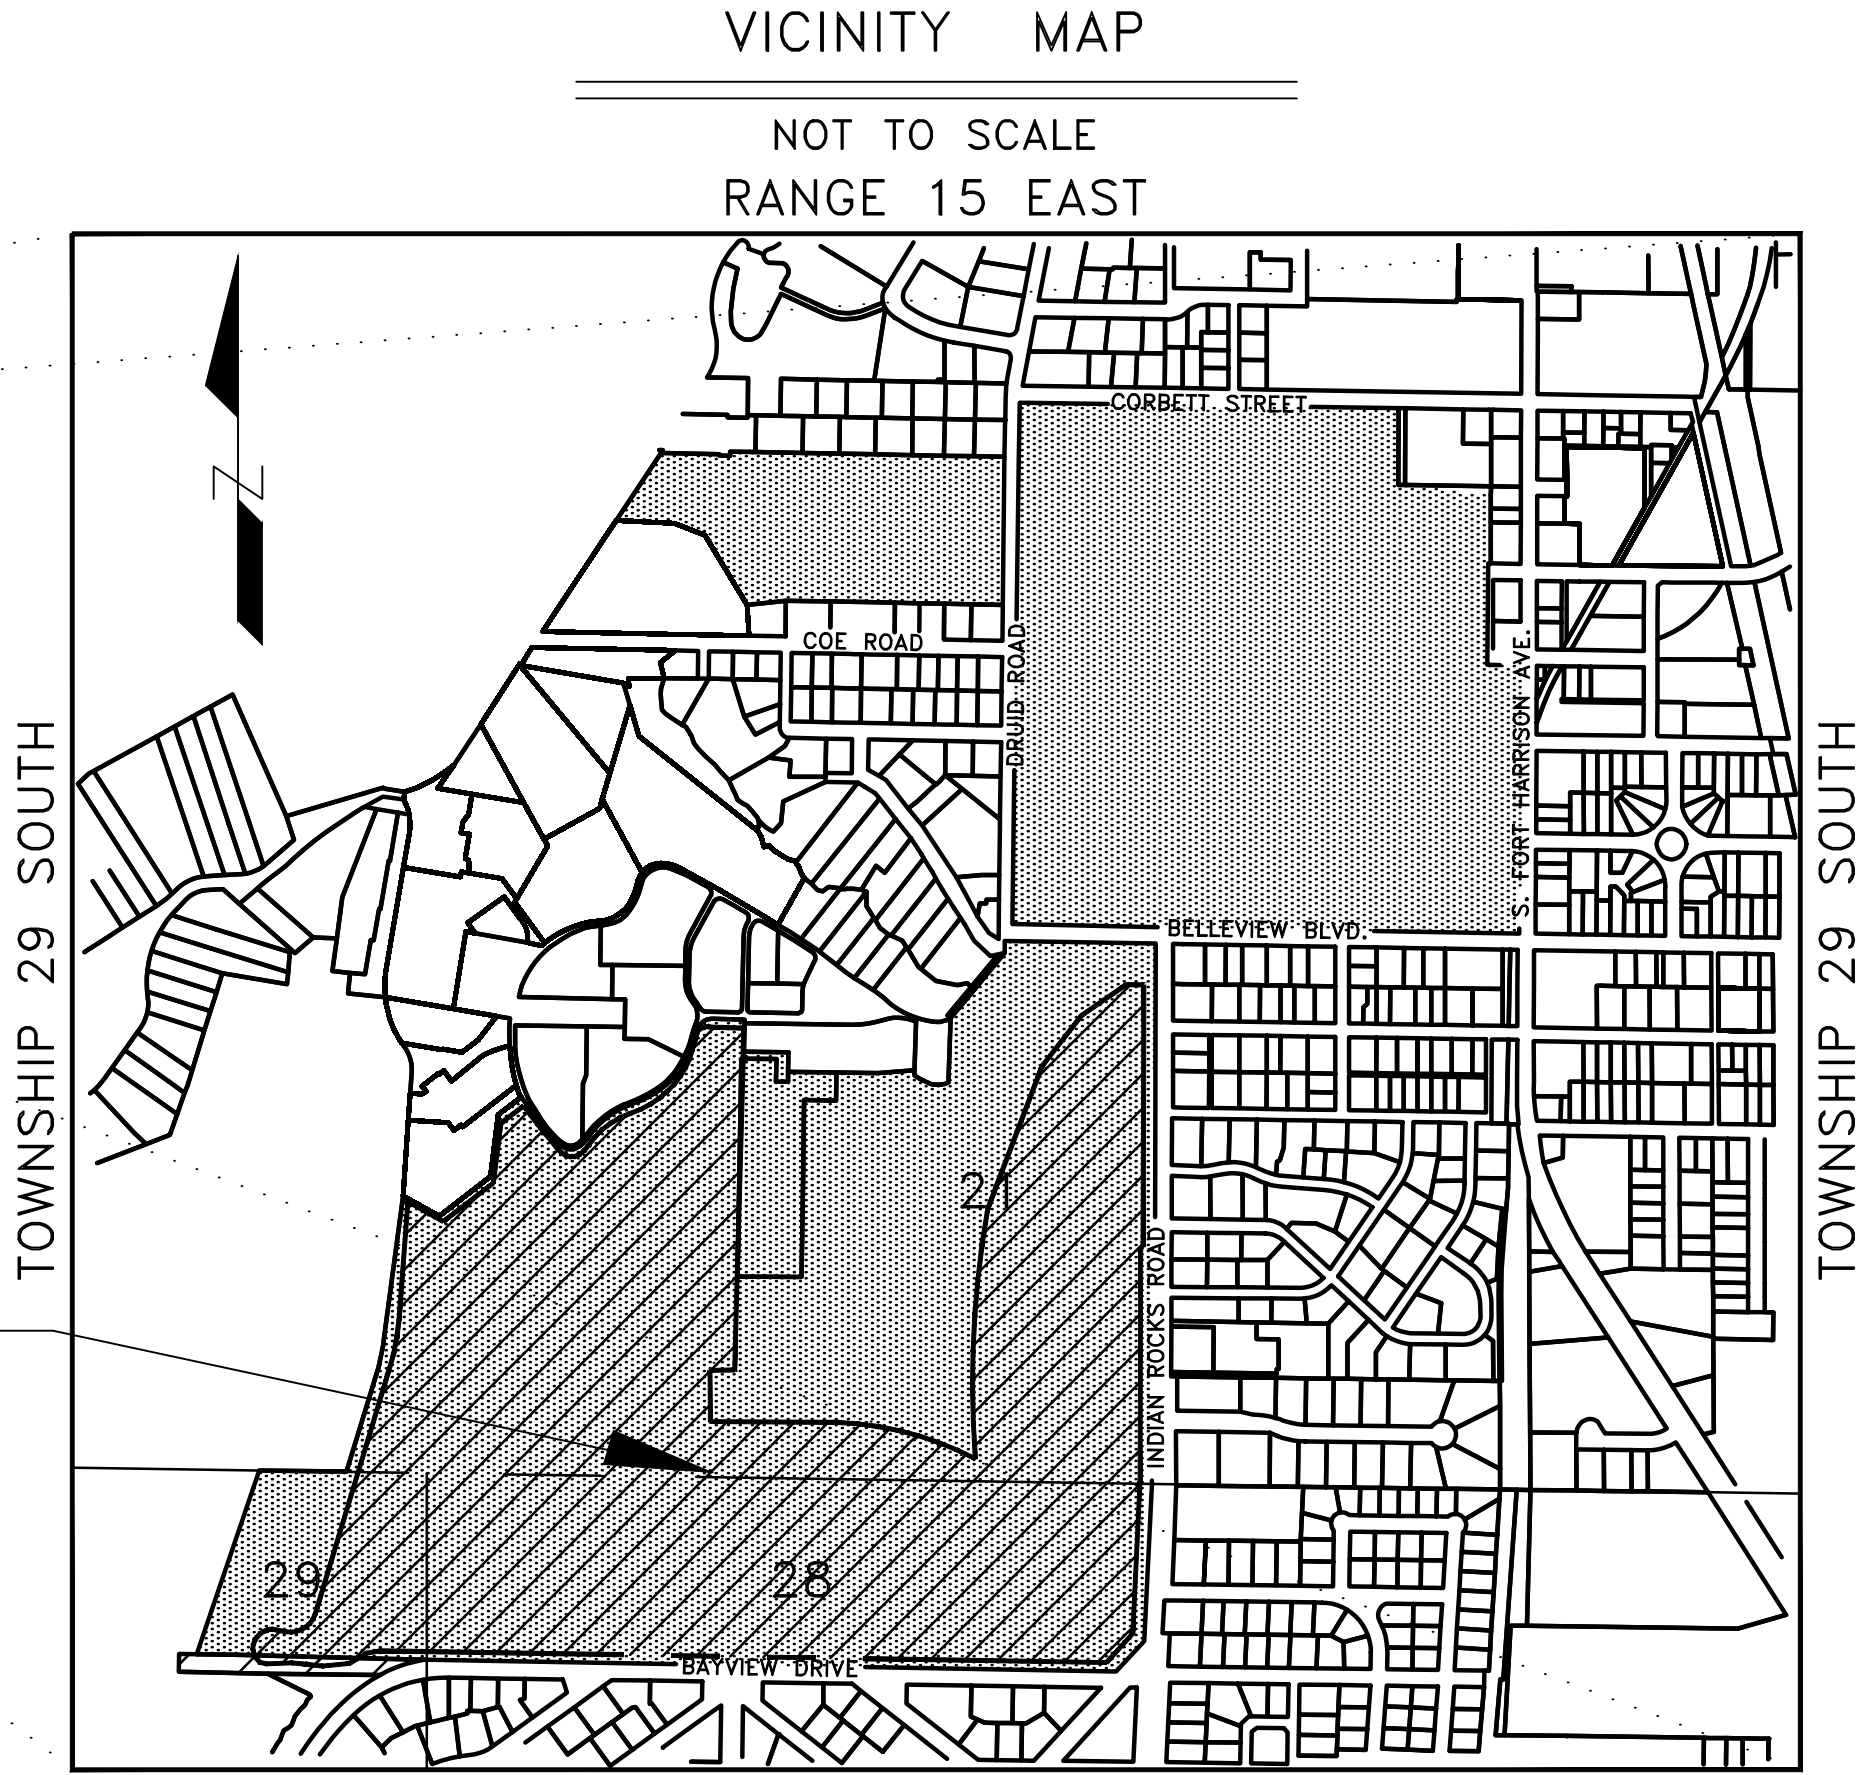 VICINITY MAP
NOT TO SCALE
RANGE 15 EAST
N
CORBETT STREET
COE ROAD
DRUID ROAD
S. FORT HARRISON AVE.
TOWNSHIP 29 SOUTH
TOWNSHIP 29 SOUTH
BELLEVIEW BLVD.
21
INDIAN ROCKS ROAD
29
28
BAYVIEW DRIVE